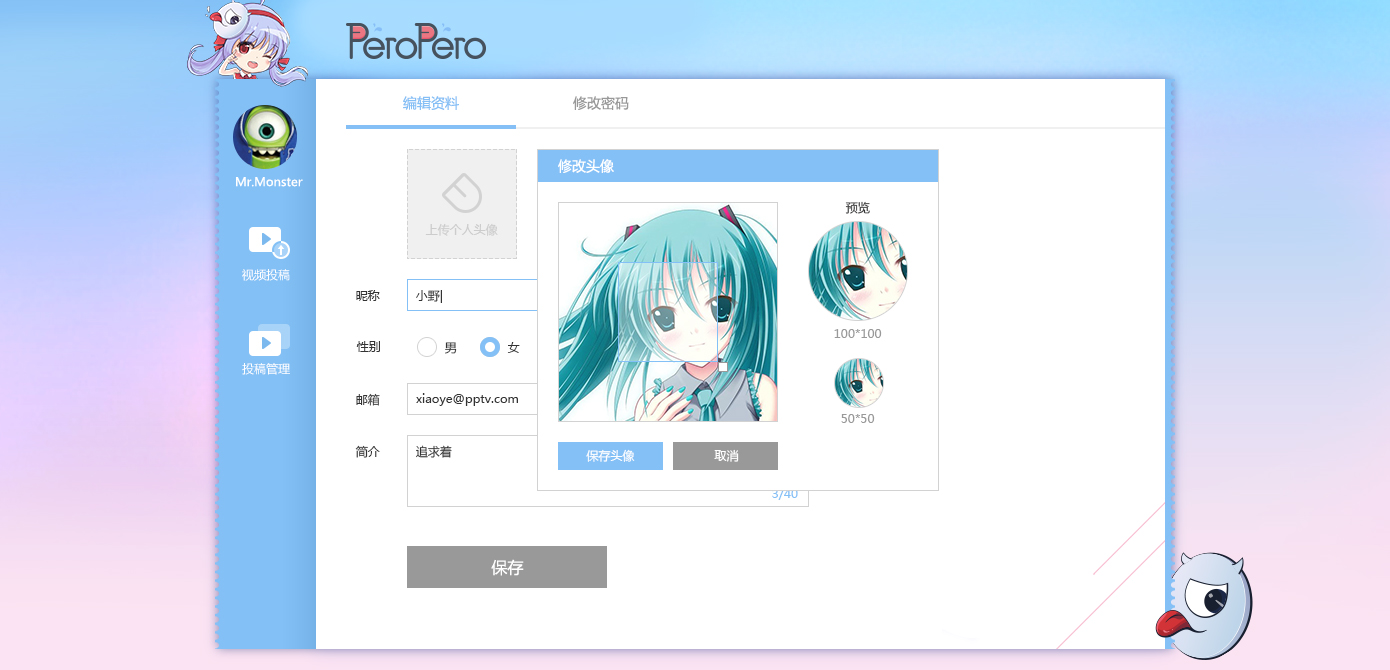 PeroPero
编辑资料
修改密码
Mr.Monster
视频投稿
投稿管理
上传个人头像
修改头像
预览
100*100
50*50
保存头像
取消
昵称
小野
性别
男
女
邮箱
xiaoye@pptv.com
简介
追求着
3/40
保存